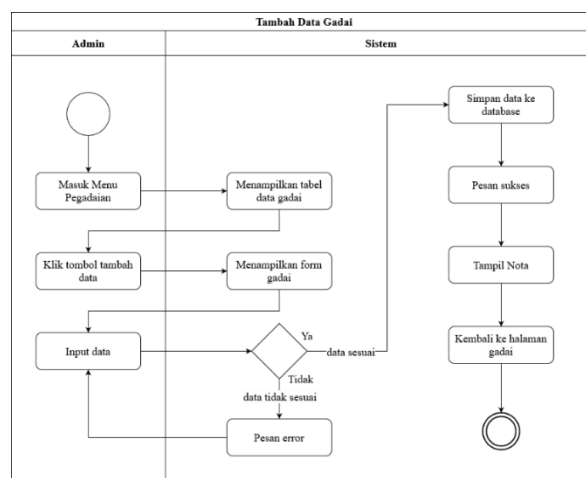 Tambah Data Gadai
Admin
Sistem
Masuk Menu
Pegadaian
Menampilkan tabel
data gadai
Klik tombol tambah
data
Menampilkan form
gadai
Input data
Ya
data sesuai
Tidak
data tidak sesuai
Pesan error
Simpan data ke
database
Pesan sukses
Tampil Nota
Kembali ke halaman
gadai